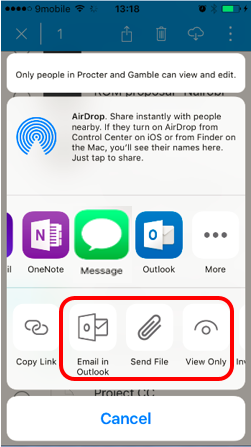 9mobile 13:18
1
ROM proposal - Nairobi
Only people in Procter and Gamble can view and edit.
AirDrop. Share instantly with people
nearby. If they turn on AirDrop from
Control Center on iOS or from Finder on
the Mac, you'll see their names here.
Just tap to share.
il OneNote Message Outlook More
Copy Link Email in Outlook Send File View Only Inv
Project CC
Cancel